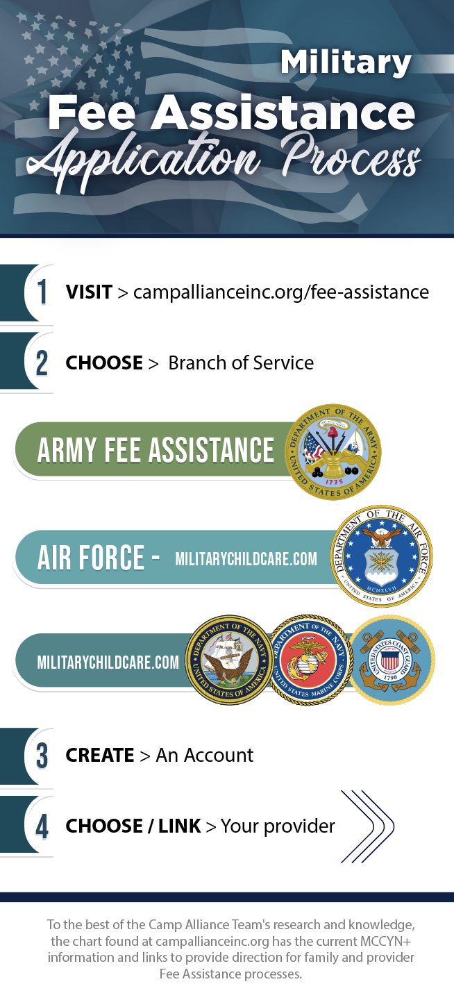 Military
Fee Assistance
Application Process
1 VISIT > campallianceinc.org/fee-assistance
2 CHOOSE > Branch of Service
ARMY FEE ASSISTANCE
DEPARTMENT OF THE ARMY
UNITED STATES OF AMERICA
1775
AIR FORCE - MILITARYCHILDCARE.COM
DEPARTMENT OF THE AIR FORCE
MCMXLVII
UNITED STATES OF AMERICA
MILITARYCHILDCARE.COM
DEPARTMENT OF THE NAVY
UNITED STATES OF AMERICA
DEPARTMENT OF THE NAVY
UNITED STATES MARINE CORPS
UNITED STATES COAST GUARD
1790
3 CREATE > An Account
4 CHOOSE / LINK > Your provider
To the best of the Camp Alliance Team's research and knowledge,
the chart found at campallianceinc.org has the current MCCYN+
information and links to provide direction for family and provider
Fee Assistance processes.